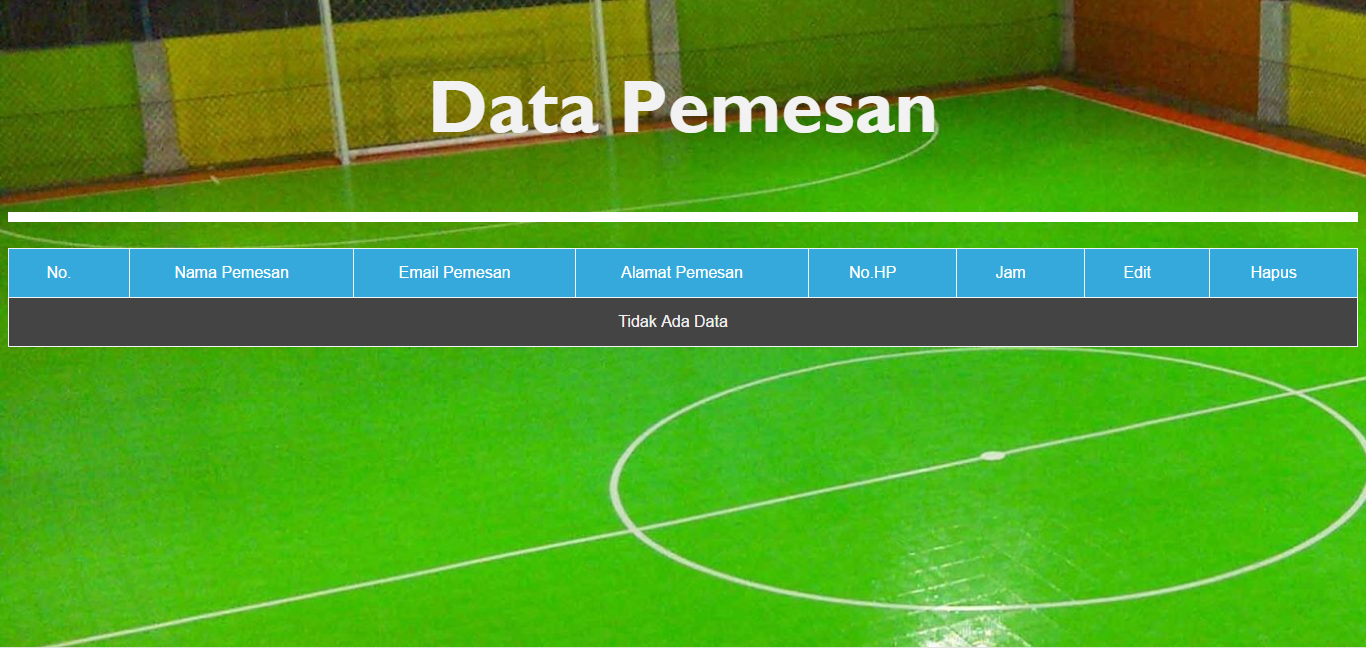 Data Pemesan
No. Nama Pemesan Email Pemesan Alamat Pemesan No.HP Jam Edit Hapus
Tidak Ada Data